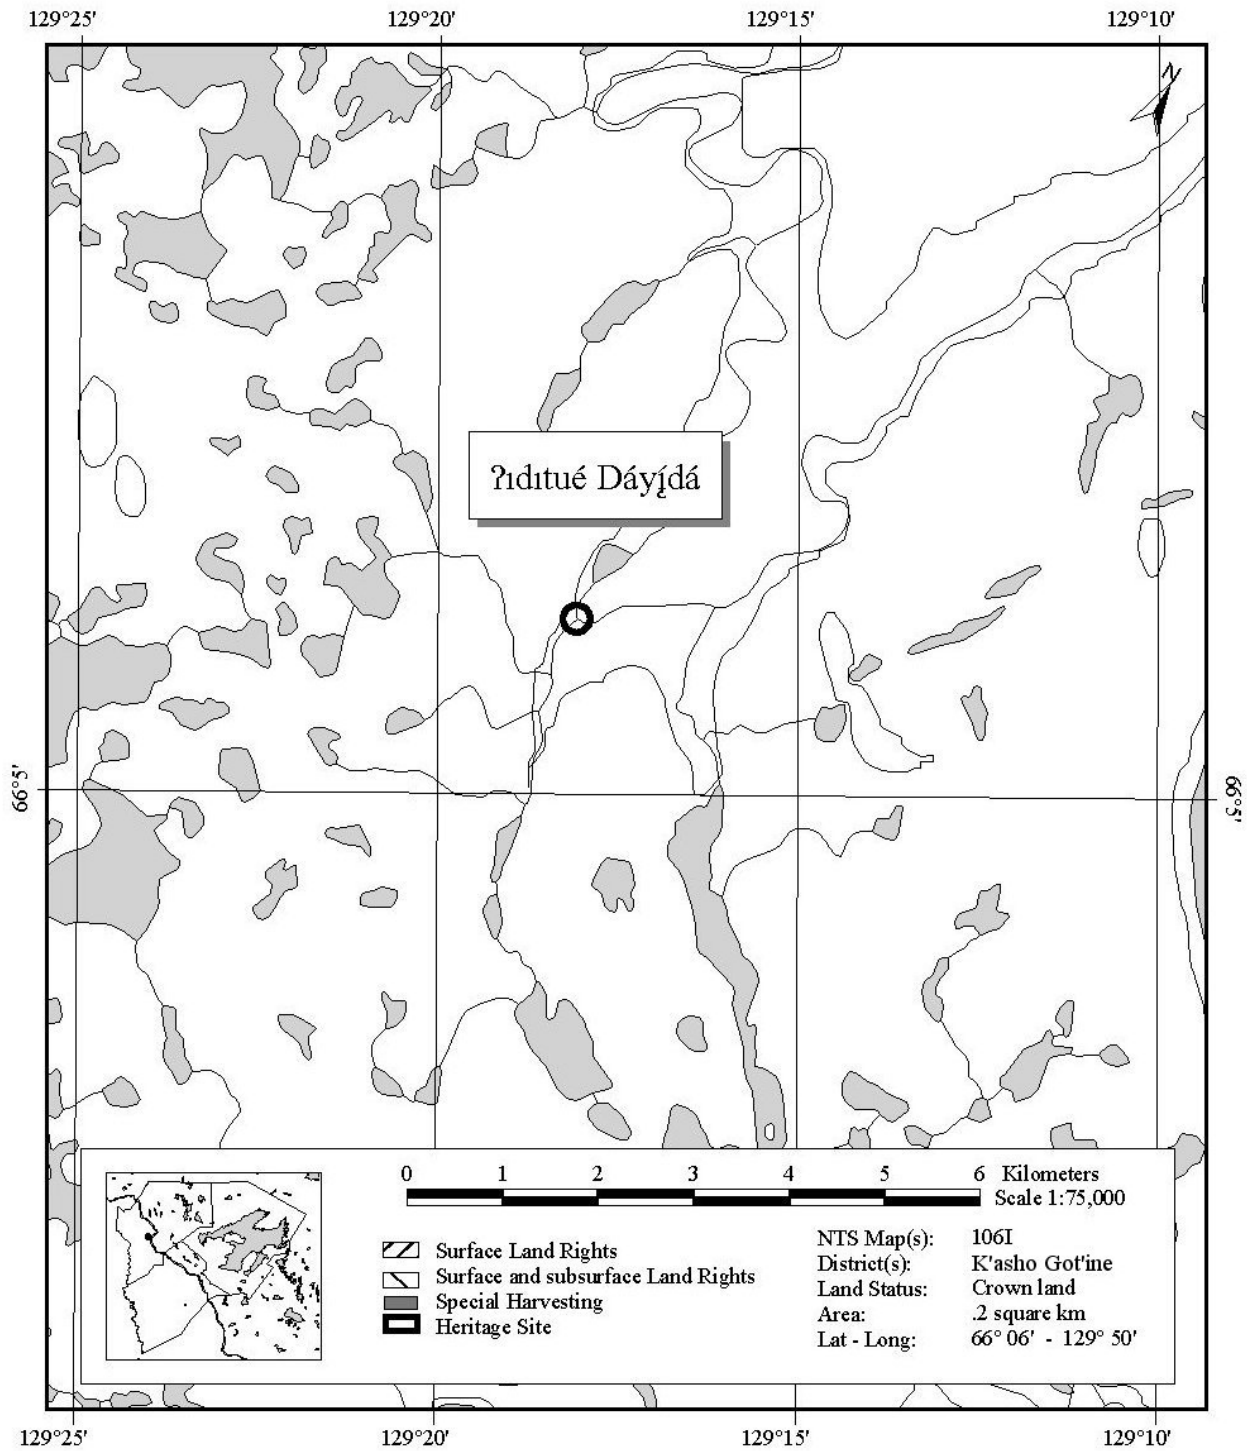 129°25' 129°20' 129°15' 129°10'
N
ʔıdıtué Dáyı̨́dá
66°5' 66°5'
0 1 2 3 4 5 6 Kilometers
Scale 1:75,000
Surface Land Rights
Surface and subsurface Land Rights
Special Harvesting
Heritage Site
NTS Map(s): 106I
District(s): K'asho Got'ine
Land Status: Crown land
Area: .2 square km
Lat - Long: 66° 06' - 129° 50'
129°25' 129°20' 129°15' 129°10'